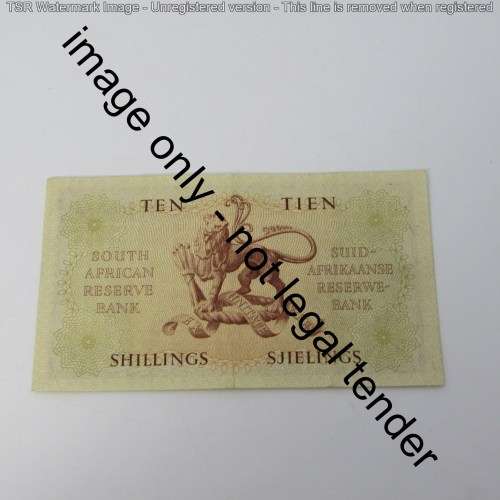 TSR Watermark Image - Unregistered version - This line is removed when registered
image only - not legal tender
TEN TIEN
SOUTH
AFRICAN
RESERVE
BANK
SUID-
AFRIKAANSE
RESERWE-
BANK
SHILLINGS SJIELINGS